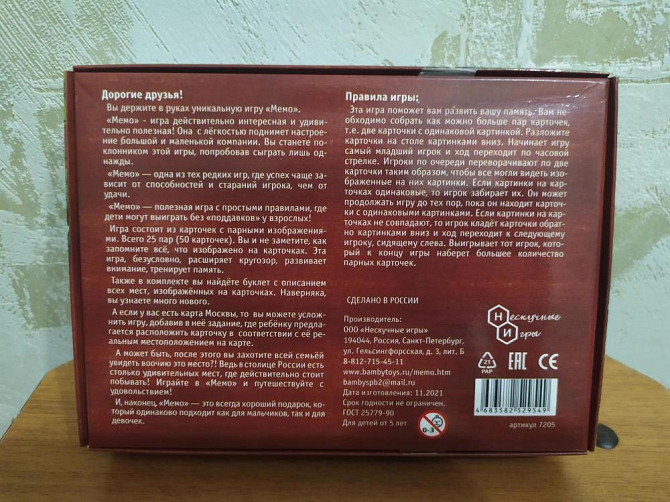 Дорогие друзья!
Вы держите в руках уникальную игру «Мемо».
«Мемо» - игра действительно интересная и удиви-
тельно полезная! Она с лёгкостью поднимет настрое-
ние большой и маленькой компании. Вы станете по-
клонником этой игры, попробовав сыграть лишь од-
нажды.
«Мемо» — одна из тех редких игр, где успех чаще за-
висит от способностей и стараний игрока, чем от
удачи.
«Мемо» — полезная игра с простыми правилами, где
дети могут выиграть без «поддавков» у взрослых!
Игра состоит из карточек с парными изображени-
ями. Всего 25 пар (50 карточек). Вы и не заметите, как
запомните всё, что изображено на карточках. Эта
игра, безусловно, расширяет кругозор, развивает
внимание, тренирует память.
Также в комплекте вы найдёте буклет с описанием
всех мест, изображённых на карточках. Наверняка,
вы узнаете много нового.
А если у вас есть карта Москвы, то вы можете услож-
нить игру, добавив в неё задание, где ребёнку предла-
гается расположить карточку в соответствии с её ре-
альным местоположением на карте.
А может быть, после этого вы захотите всей семьёй
увидеть воочию это место?! Ведь в столице России есть
столько удивительных мест, где действительно стоит
побывать! Играйте в «Мемо» и путешествуйте с
удовольствием!
И, наконец, «Мемо» — это всегда хороший подарок, ко-
торый одинаково подходит как для мальчиков, так и для
девочек.
Правила игры:
Эта игра поможет вам развить вашу память. Вам не-
обходимо собрать как можно больше пар карточек,
т.е. две карточки с одинаковой картинкой. Разложите
карточки на столе картинками вниз. Начинает игру
самый младший игрок и ход переходит по часовой
стрелке. Игроки по очереди переворачивают по две
карточки таким образом, чтобы все могли видеть изо-
браженные на них картинки. Если картинки на кар-
точках одинаковые, то игрок забирает их. Он может
продолжать игру до тех пор, пока он находит карточ-
ки с одинаковыми картинками. Если картинки на кар-
точках не совпадают, то игрок кладёт карточки обрат-
но картинками вниз и ход переходит к следующему
игроку, сидящему слева. Выигрывает тот игрок, кото-
рый к концу игры наберет большее количество
парных карточек.
СДЕЛАНО В РОССИИ
Производитель:
ООО «Нескучные игры»
194044, Россия, Санкт-Петербург,
ул. Гельсингфорсская, д. 3, лит. Б
8-812-715-45-11
www.bambytoys.ru/memo.htm
bambyspb2@mail.ru
Дата изготовления: 11.2021
Срок годности не ограничен.
ГОСТ 25779-90
Для детей от 5 лет
0-3
Нескучные
Н
И
Игры
21
PAP
EAC
CE
4683582529549
артикул 7205